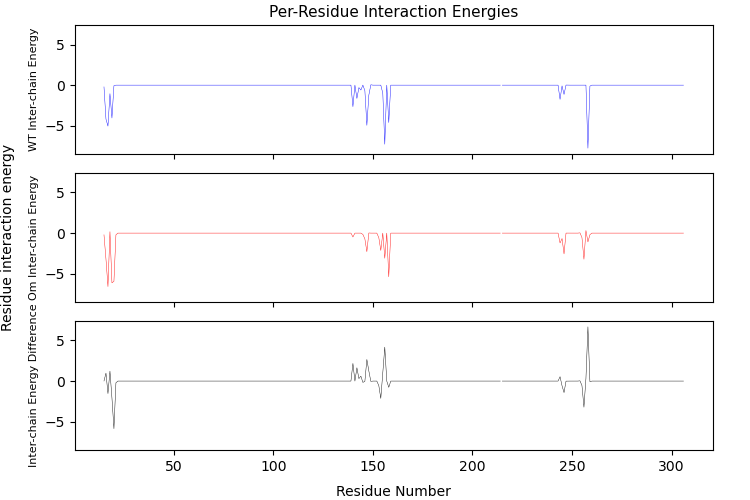 Per-Residue Interaction Energies
Residue interaction energy
WT Inter-chain Energy
5
0
−5
Om Inter-chain Energy
5
0
−5
Inter-chain Energy Difference
5
0
−5
50
100
150
200
250
300
Residue Number